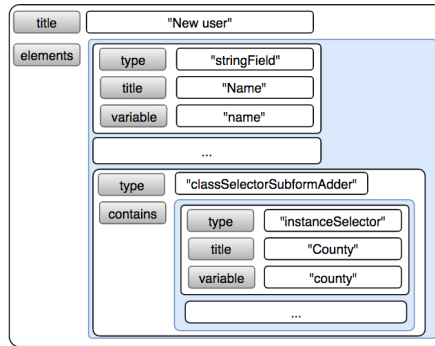 title "New user"
elements
type "stringField"
title "Name"
variable "name"
...
type "classSelectorSubformAdder"
contains
type "instanceSelector"
title "County"
variable "county"
...